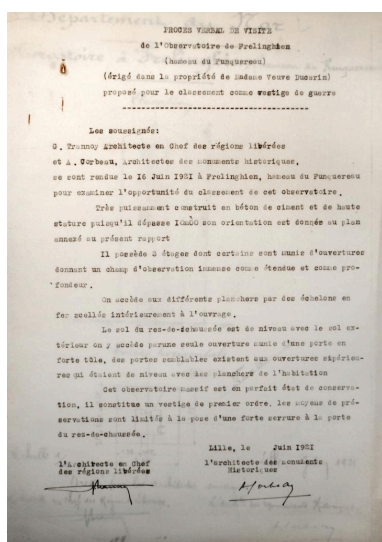 PROCES VERBAL DE VISITE
de l'Observatoire de Frelinghien
(hameau du Funquereau)
(érigé dans la propriété de Madame Veuve Ducorin)
proposé pour le classement comme vestige de guerre
Les soussignés:
G. Trannoy Architecte en Chef des régions libérées
et A. Corbeau, Architectes des monuments historiques,
se sont rendus le 16 Juin 1921 à Frelinghien, hameau du Funquereau
pour examiner l'opportunité du classement de cet observatoire.
Très puissamment construit en béton de ciment et de haute
stature puisqu'il dépasse 10m00 son orientation est donnée au plan
annexé au présent rapport
Il possède 2 étages dont certains sont munis d'ouvertures
donnant un champ d'observation immense comme étendue et comme pro-
fondeur.
On accède aux différents planchers par des échelons en
fer scellés intérieurement à l'ouvrage.
Le sol du rez-de-chaussée est de niveau avec le sol ex-
térieur on y accède parune seule ouverture munie d'une porte en
forte tôle, des portes semblables existent aux ouvertures supérieu-
res qui étaient de niveau avec les planchers de l'habitation
Cet observatoire massif est en parfait état de conserva-
tion, il constitue un vestige de premier ordre, les moyens de pré-
servations sont limités à la pose d'une forte serrure à la porte
du rez-de-chaussée.
Lille, le Juin 1921
l'Architecte en Chef
des régions libérées
l'architecte des Monuments
Historiques